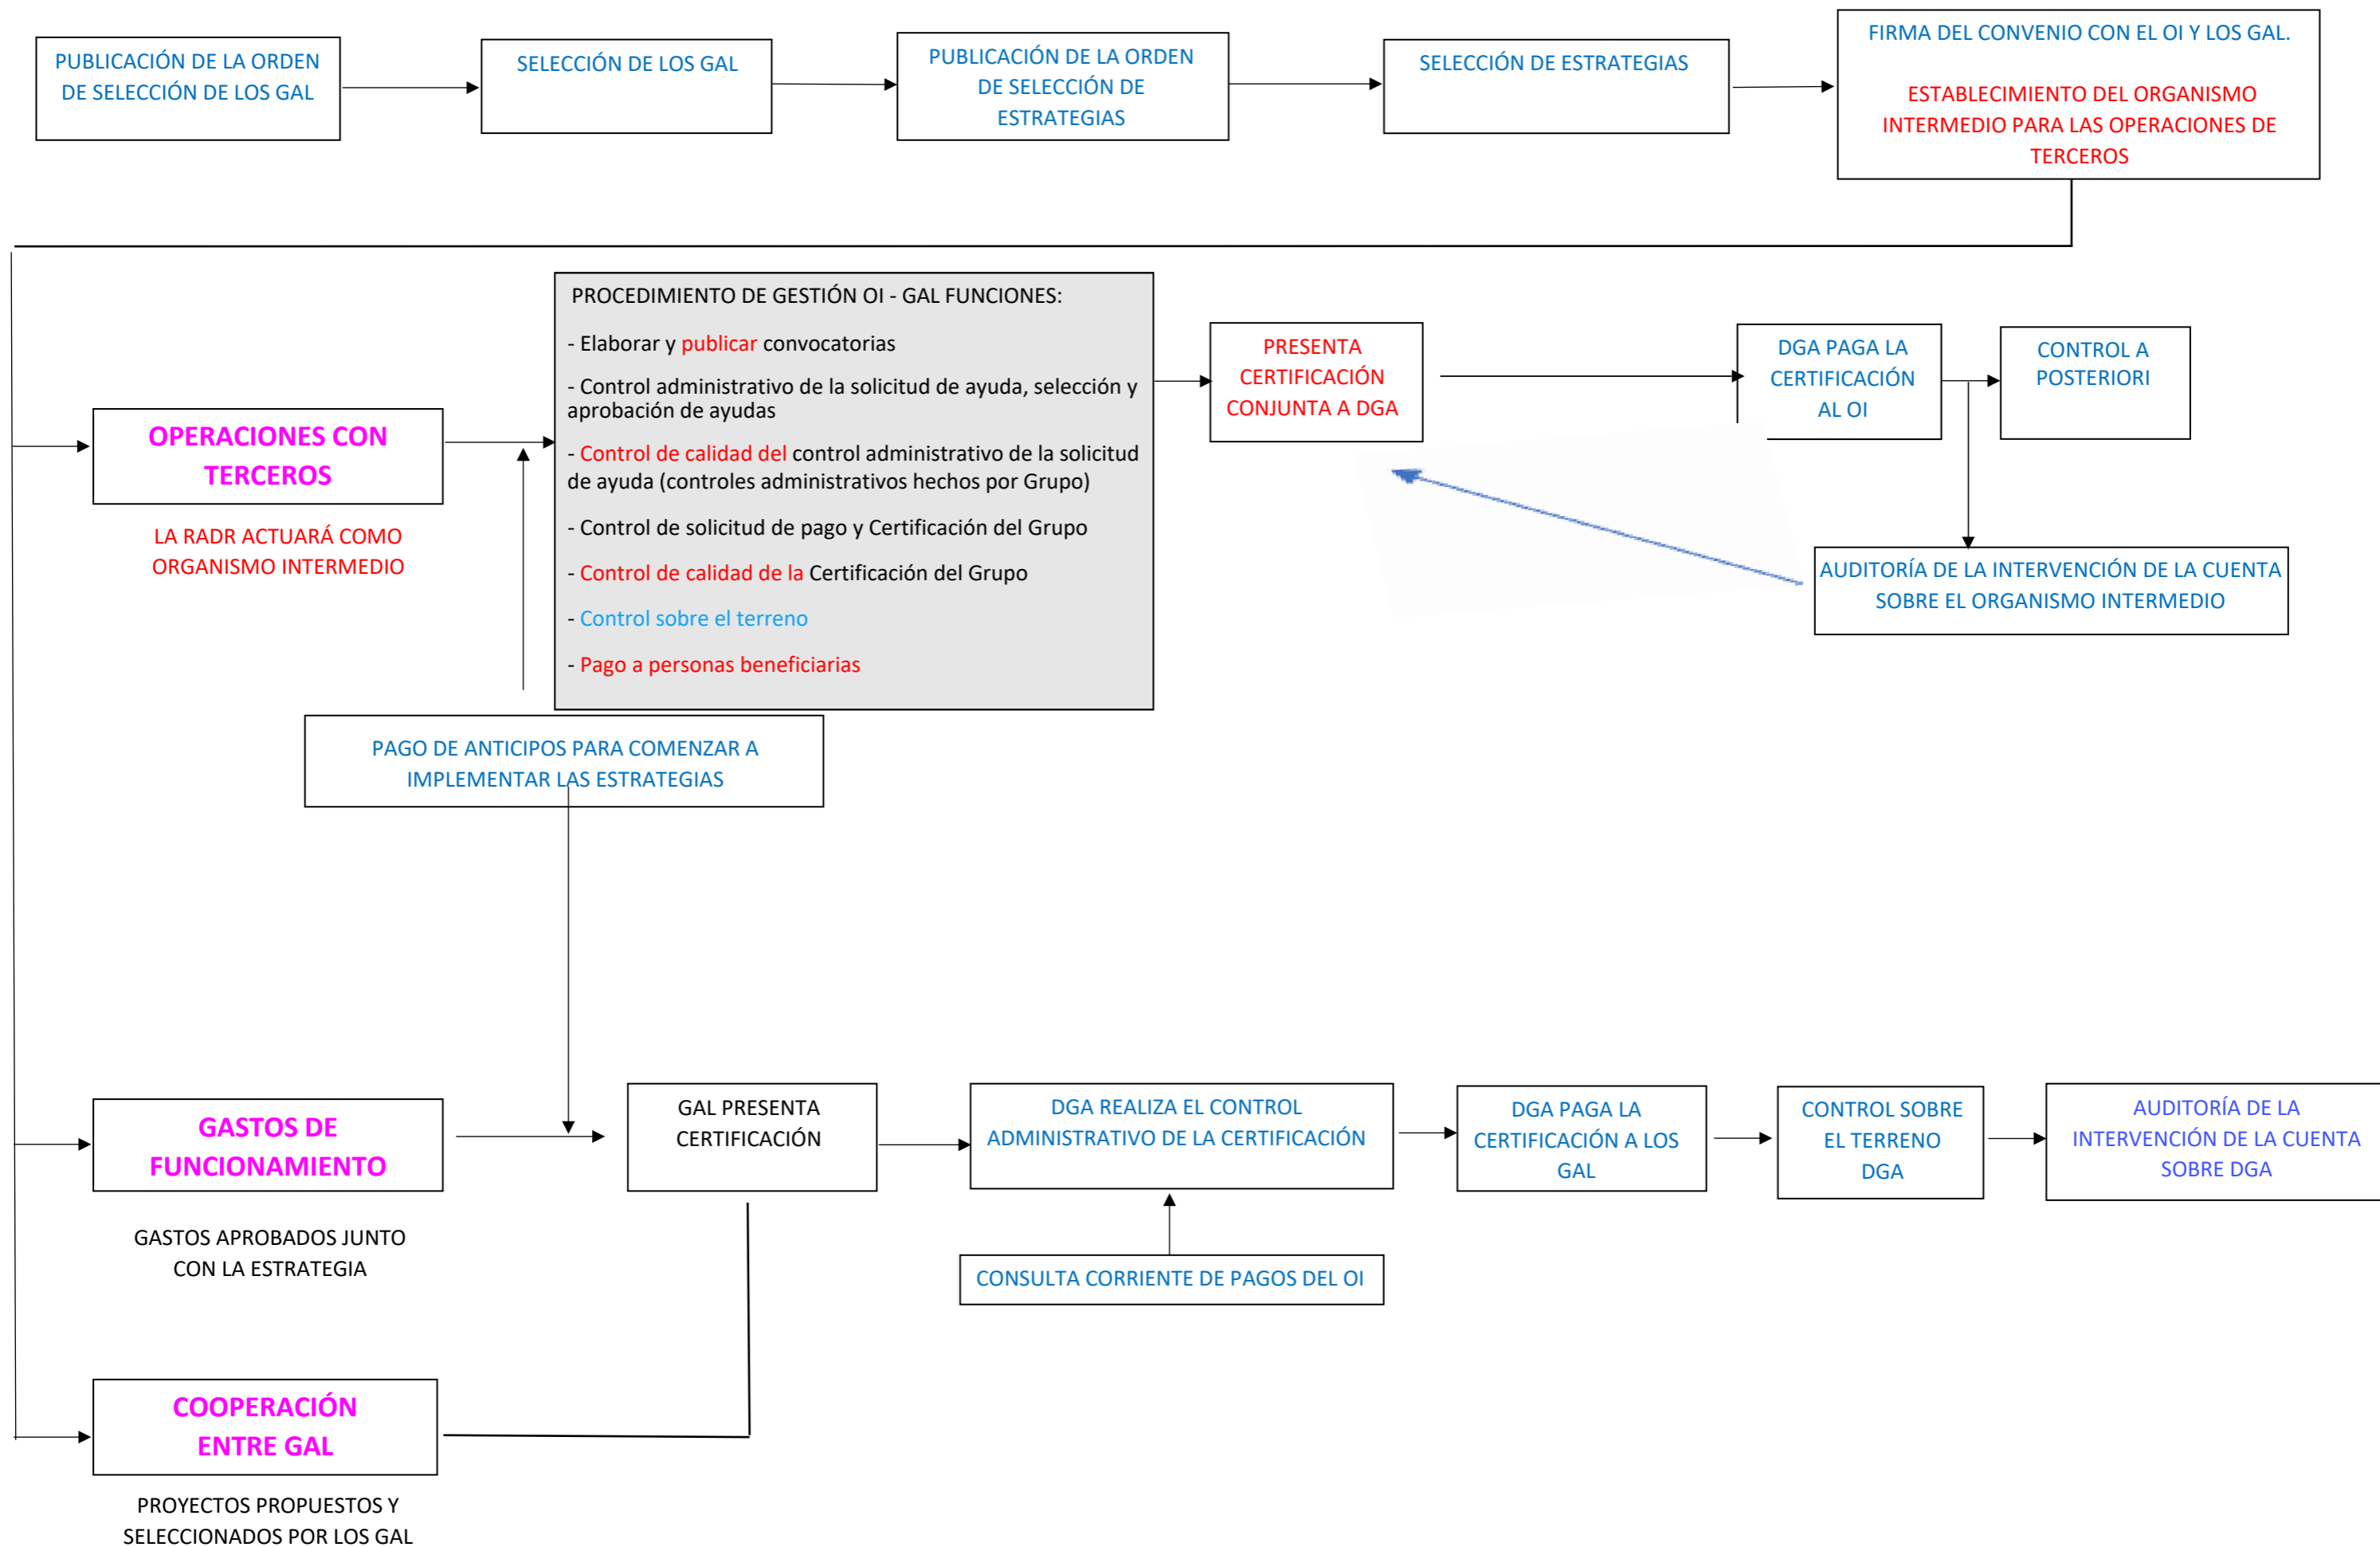 PUBLICACIÓN DE LA ORDEN
DE SELECCIÓN DE LOS GAL
SELECCIÓN DE LOS GAL
PUBLICACIÓN DE LA ORDEN
DE SELECCIÓN DE
ESTRATEGIAS
SELECCIÓN DE ESTRATEGIAS
FIRMA DEL CONVENIO CON EL OI Y LOS GAL.
ESTABLECIMIENTO DEL ORGANISMO
INTERMEDIO PARA LAS OPERACIONES DE
TERCEROS
OPERACIONES CON
TERCEROS
LA RADR ACTUARÁ COMO
ORGANISMO INTERMEDIO
PROCEDIMIENTO DE GESTIÓN OI - GAL FUNCIONES:
- Elaborar y publicar convocatorias
- Control administrativo de la solicitud de ayuda, selección y
aprobación de ayudas
- Control de calidad del control administrativo de la solicitud
de ayuda (controles administrativos hechos por Grupo)
- Control de solicitud de pago y Certificación del Grupo
- Control de calidad de la Certificación del Grupo
- Control sobre el terreno
- Pago a personas beneficiarias
PRESENTA
CERTIFICACIÓN
CONJUNTA A DGA
DGA PAGA LA
CERTIFICACIÓN
AL OI
CONTROL A
POSTERIORI
AUDITORÍA DE LA INTERVENCIÓN DE LA CUENTA
SOBRE EL ORGANISMO INTERMEDIO
PAGO DE ANTICIPOS PARA COMENZAR A
IMPLEMENTAR LAS ESTRATEGIAS
GASTOS DE
FUNCIONAMIENTO
GASTOS APROBADOS JUNTO
CON LA ESTRATEGIA
GAL PRESENTA
CERTIFICACIÓN
DGA REALIZA EL CONTROL
ADMINISTRATIVO DE LA CERTIFICACIÓN
CONSULTA CORRIENTE DE PAGOS DEL OI
DGA PAGA LA
CERTIFICACIÓN A LOS
GAL
CONTROL SOBRE
EL TERRENO
DGA
AUDITORÍA DE LA
INTERVENCIÓN DE LA CUENTA
SOBRE DGA
COOPERACIÓN
ENTRE GAL
PROYECTOS PROPUESTOS Y
SELECCIONADOS POR LOS GAL